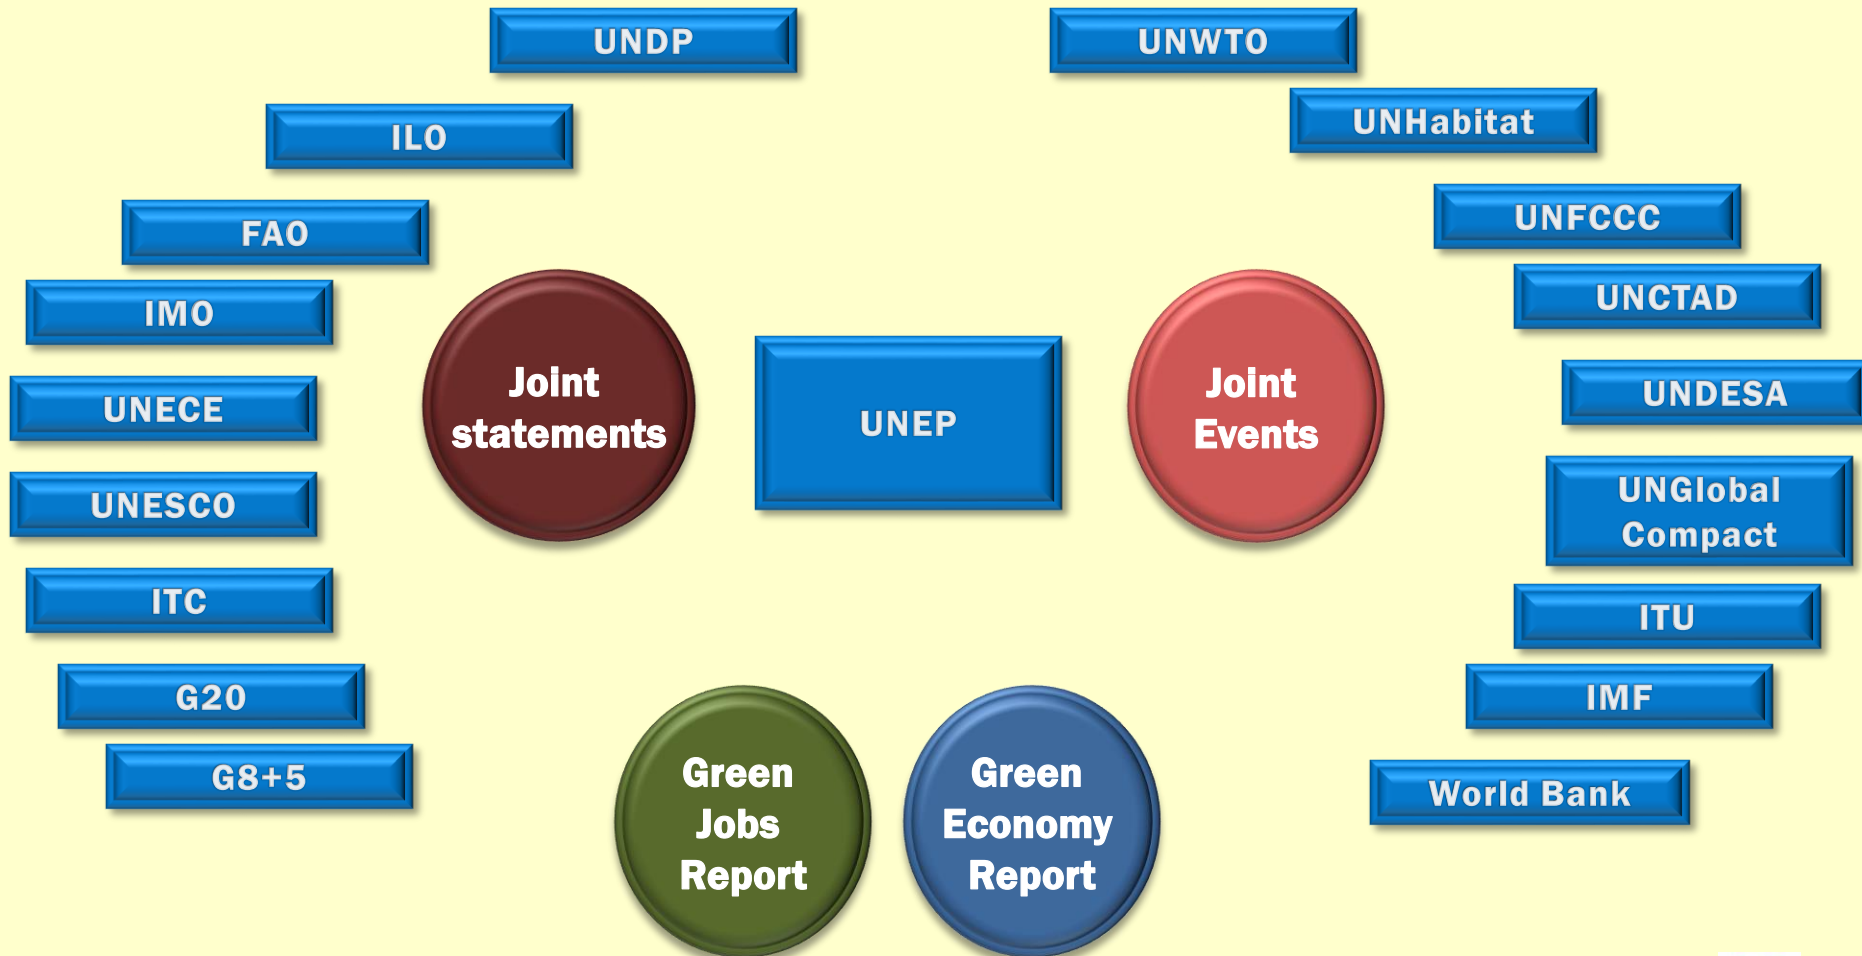 UNDP
UNWTO
UNHabitat
ILO
UNFCCC
FAO
UNCTAD
IMO
Joint
statements
UNEP
Joint
Events
UNECE
UNDESA
UNESCO
UNGlobal
Compact
ITC
ITU
G20
IMF
G8+5
World Bank
Green
Jobs
Report
Green
Economy
Report